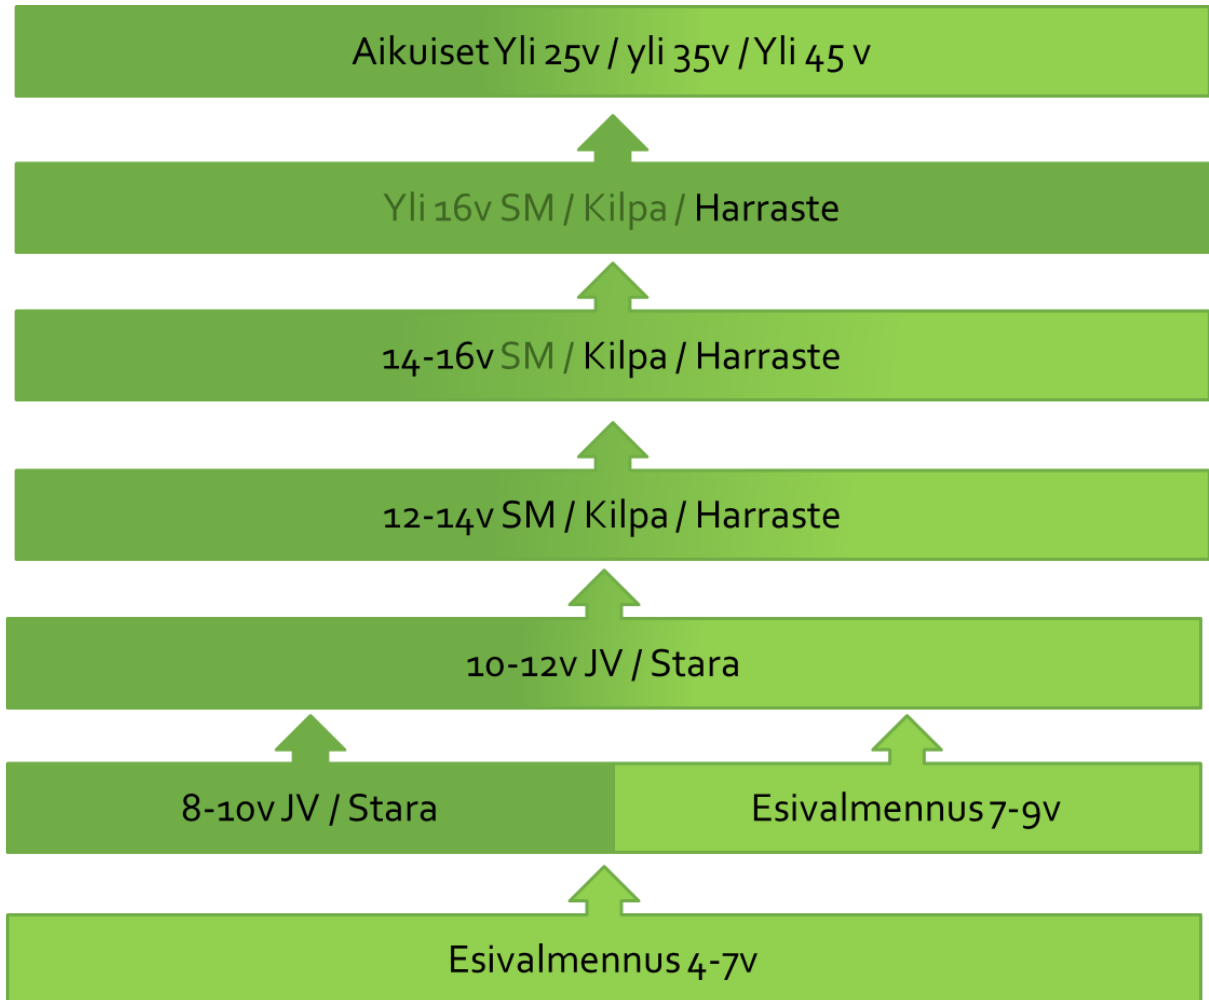 Aikuiset Yli 25v / yli 35v / Yli 45 v
Yli 16v SM / Kilpa / Harraste
14-16v SM / Kilpa / Harraste
12-14v SM / Kilpa / Harraste
10-12v JV / Stara
8-10v JV / Stara
Esivalmennus 7-9v
Esivalmennus 4-7v